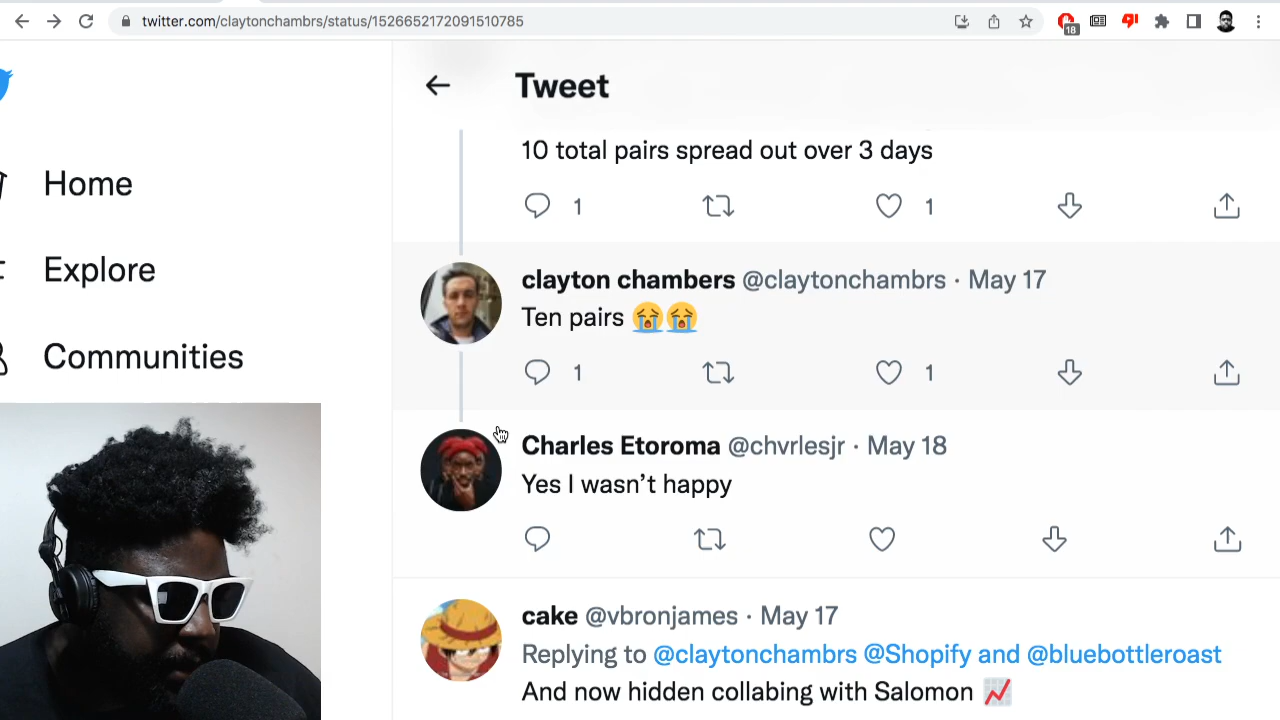 twitter.com/claytonchambrs/status/1526652172091510785
18
Tweet
10 total pairs spread out over 3 days
1 1
Home
Explore
Communities
clayton chambers @claytonchambrs · May 17
Ten pairs 😭😭
1 1
Charles Etoroma @chvrlesjr · May 18
Yes I wasn’t happy
cake @vbronjames · May 17
Replying to @claytonchambrs @Shopify and @bluebottleroast
And now hidden collabing with Salomon 📈